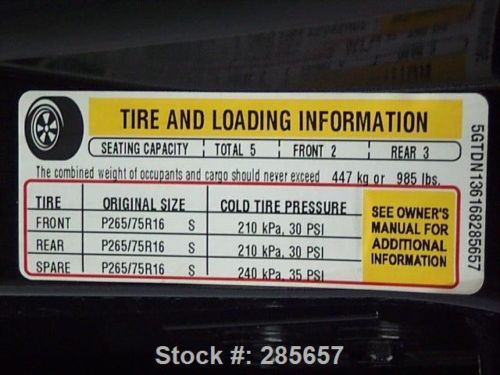 TIRE AND LOADING INFORMATION
SEATING CAPACITY TOTAL 5 FRONT 2 REAR 3
The combined weight of occupants and cargo should never exceed 447 kg or 985 lbs.
TIRE ORIGINAL SIZE COLD TIRE PRESSURE
FRONT P265/75R16 S 210 kPa, 30 PSI
REAR P265/75R16 S 210 kPa, 30 PSI
SPARE P265/75R16 S 240 kPa, 35 PSI
SEE OWNER'S
MANUAL FOR
ADDITIONAL
INFORMATION
5GTDN136168285657
Stock #: 285657